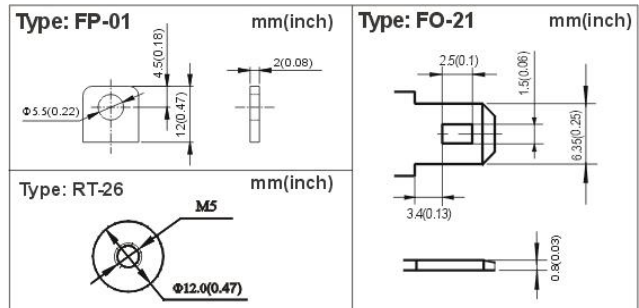 Type: FP-01 mm(inch)
4.5(0.18)
2(0.08)
Φ5.5(0.22)
12(0.47)
Type: RT-26 mm(inch)
M5
Φ12.0(0.47)
Type: FO-21 mm(inch)
2.5(0.1)
1.5(0.06)
6.35(0.25)
3.4(0.13)
0.8(0.03)